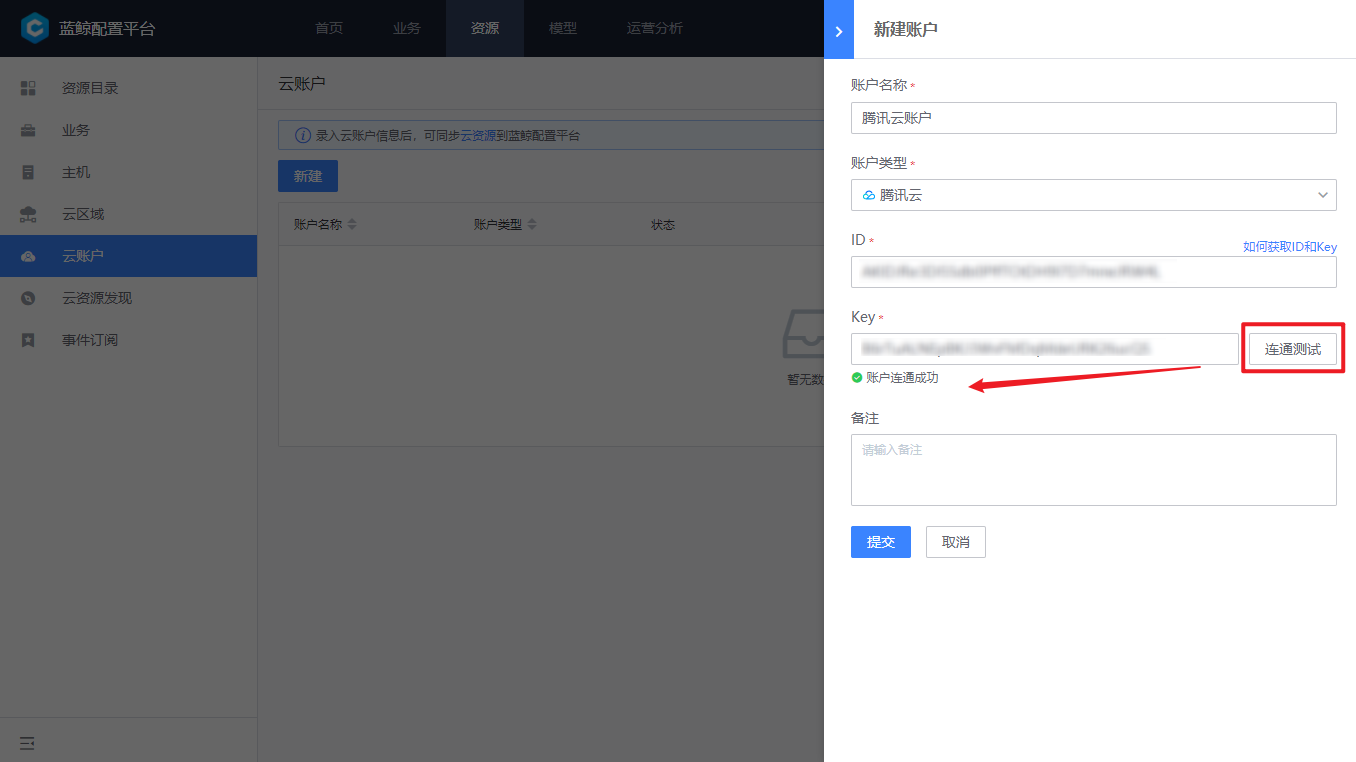 蓝鲸配置平台
首页 业务 资源 模型 运营分析
资源目录
业务
主机
云区域
云账户
云资源发现
事件订阅
云账户
录入云账户信息后，可同步云资源到蓝鲸配置平台
新建
账户名称 账户类型 状态
暂无数
新建账户
账户名称 *
腾讯云账户
账户类型 *
腾讯云
ID *
如何获取ID和Key
Key *
连通测试
账户连通成功
备注
请输入备注
提交 取消